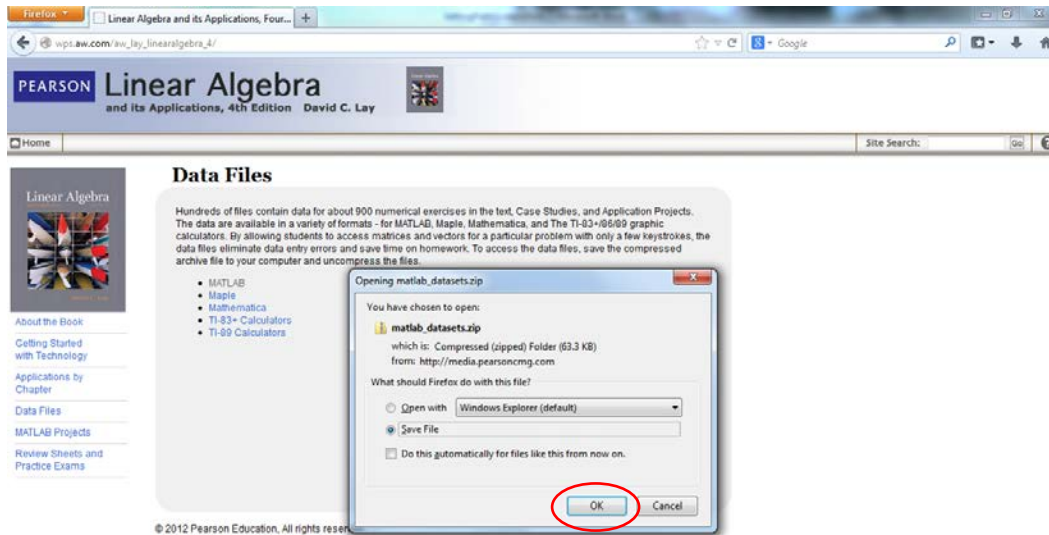 Firefox
Linear Algebra and its Applications, Four...
wps.aw.com/aw_lay_linearalgebra_4/
Google
PEARSON
Linear Algebra
and its Applications, 4th Edition David C. Lay
Home
Site Search:
Go
Linear Algebra
About the Book
Getting Started
with Technology
Applications by
Chapter
Data Files
MATLAB Projects
Review Sheets and
Practice Exams
Data Files
Hundreds of files contain data for about 900 numerical exercises in the text, Case Studies, and Application Projects.
The data are available in a variety of formats - for MATLAB, Maple, Mathematica, and The TI-83+/86/89 graphic
calculators. By allowing students to access matrices and vectors for a particular problem with only a few keystrokes, the
data files eliminate data entry errors and save time on homework. To access the data files, save the compressed
archive file to your computer and uncompress the files.
• MATLAB
• Maple
• Mathematica
• TI-83+ Calculators
• TI-89 Calculators
Opening matlab_datasets.zip
You have chosen to open:
matlab_datasets.zip
which is: Compressed (zipped) Folder (63.3 KB)
from: http://media.pearsoncmg.com
What should Firefox do with this file?
Open with Windows Explorer (default)
Save File
Do this automatically for files like this from now on.
OK Cancel
© 2012 Pearson Education, All rights reser